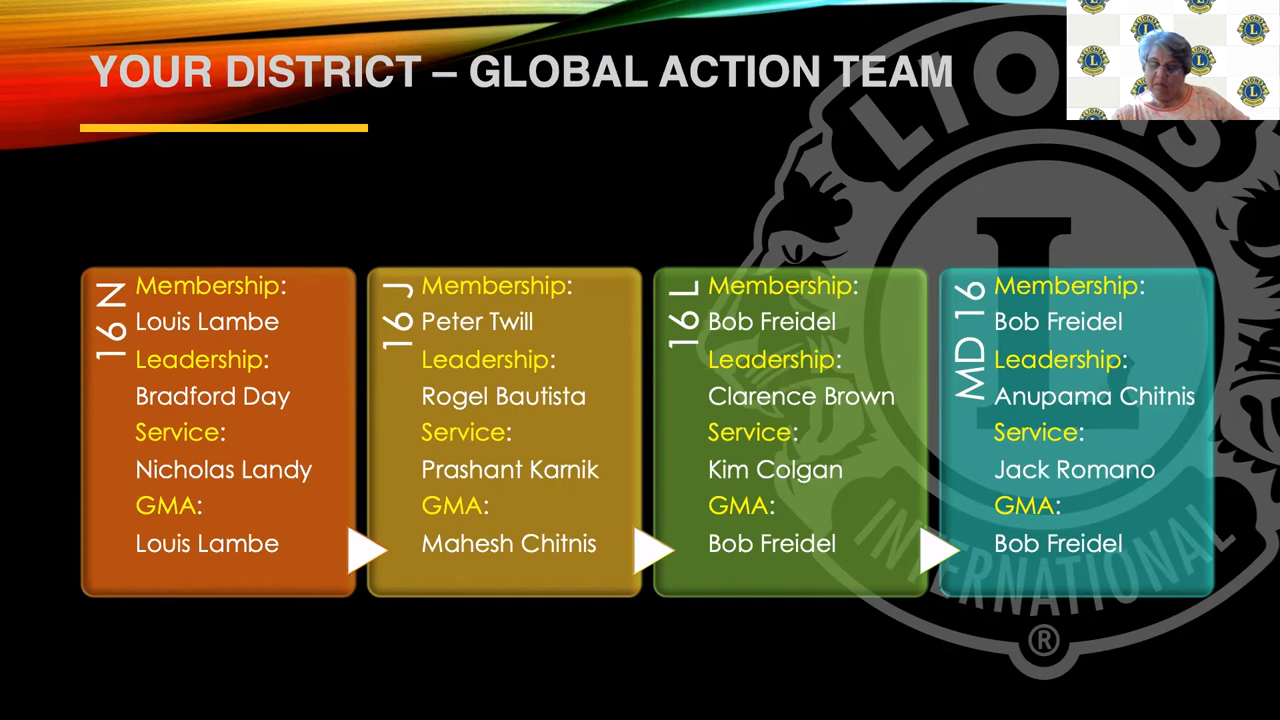 YOUR DISTRICT – GLOBAL ACTION TEAM
16 N
Membership:
Louis Lambe
Leadership:
Bradford Day
Service:
Nicholas Landy
GMA:
Louis Lambe
16 J
Membership:
Peter Twill
Leadership:
Rogel Bautista
Service:
Prashant Karnik
GMA:
Mahesh Chitnis
16 L
Membership:
Bob Freidel
Leadership:
Clarence Brown
Service:
Kim Colgan
GMA:
Bob Freidel
MD 16
Membership:
Bob Freidel
Leadership:
Anupama Chitnis
Service:
Jack Romano
GMA:
Bob Freidel
LIONS
L
INTERNATIONAL
®